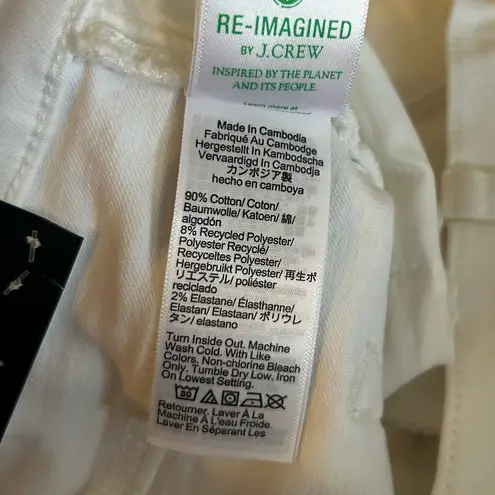 RE-IMAGINED
BY J.CREW
INSPIRED BY THE PLANET
AND ITS PEOPLE.
Learn more at
Made In Cambodia
Fabriqué Au Cambodge
Hergestellt In Kambodscha
Vervaardigd In Cambodja
カンボジア製
hecho en camboya
90% Cotton/ Coton/
Baumwolle/ Katoen/ 綿/
algodón
8% Recycled Polyester/
Polyester Recyclé/
Recyceltes Polyester/
Hergebruikt Polyester/ 再生ポ
リエステル/ poliéster
reciclado
2% Elastane/ Élasthanne/
Elastan/ Elastaan/ ポリウレ
タン/ elastano
Turn Inside Out. Machine
Wash Cold. With Like
Colors. Non-chlorine Bleach
Only. Tumble Dry Low. Iron
On Lowest Setting.
30
Retourner. Laver À La
Machine À L'eau Froide.
Laver En Séparant Les